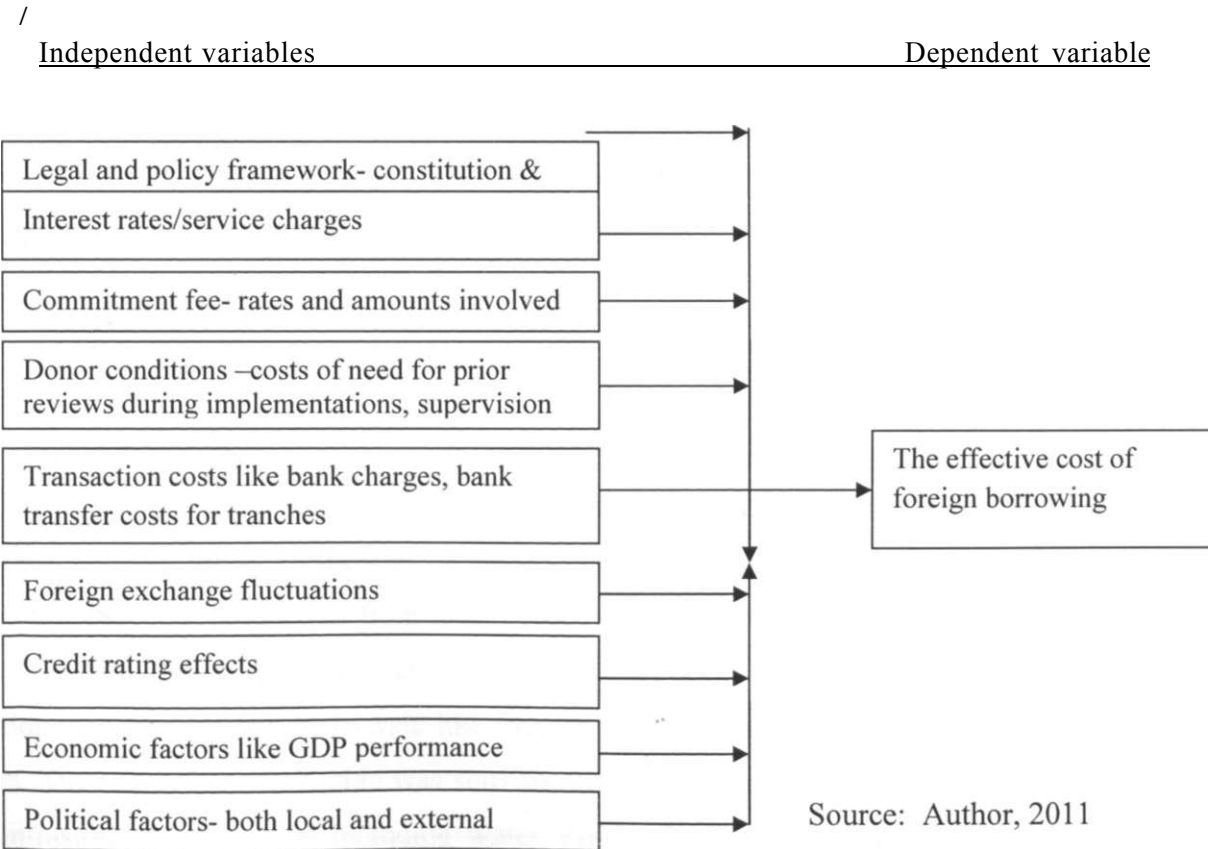 /
Independent variables Dependent variable
Legal and policy framework- constitution &
Interest rates/service charges
Commitment fee- rates and amounts involved
Donor conditions –costs of need for prior
reviews during implementations, supervision
Transaction costs like bank charges, bank
transfer costs for tranches
The effective cost of
foreign borrowing
Foreign exchange fluctuations
Credit rating effects
Economic factors like GDP performance
Political factors- both local and external
Source: Author, 2011